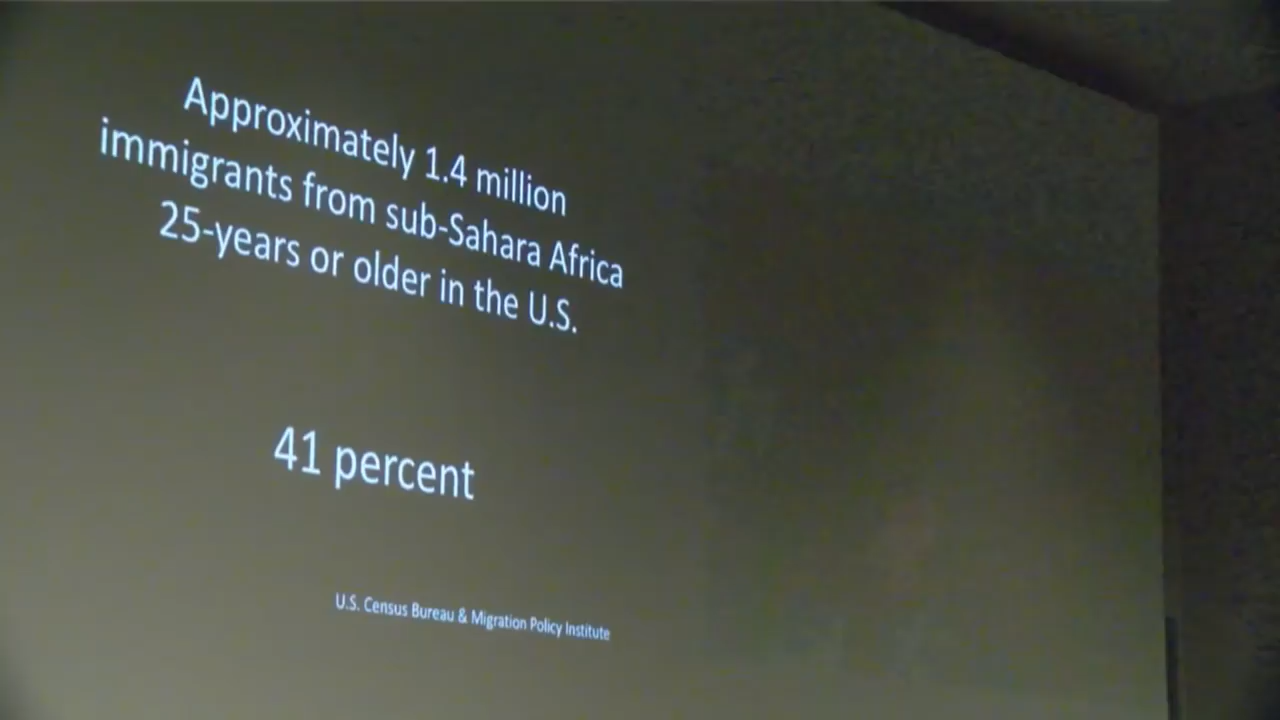 Approximately 1.4 million
immigrants from sub-Sahara Africa
25-years or older in the U.S.
41 percent
U.S. Census Bureau & Migration Policy Institute